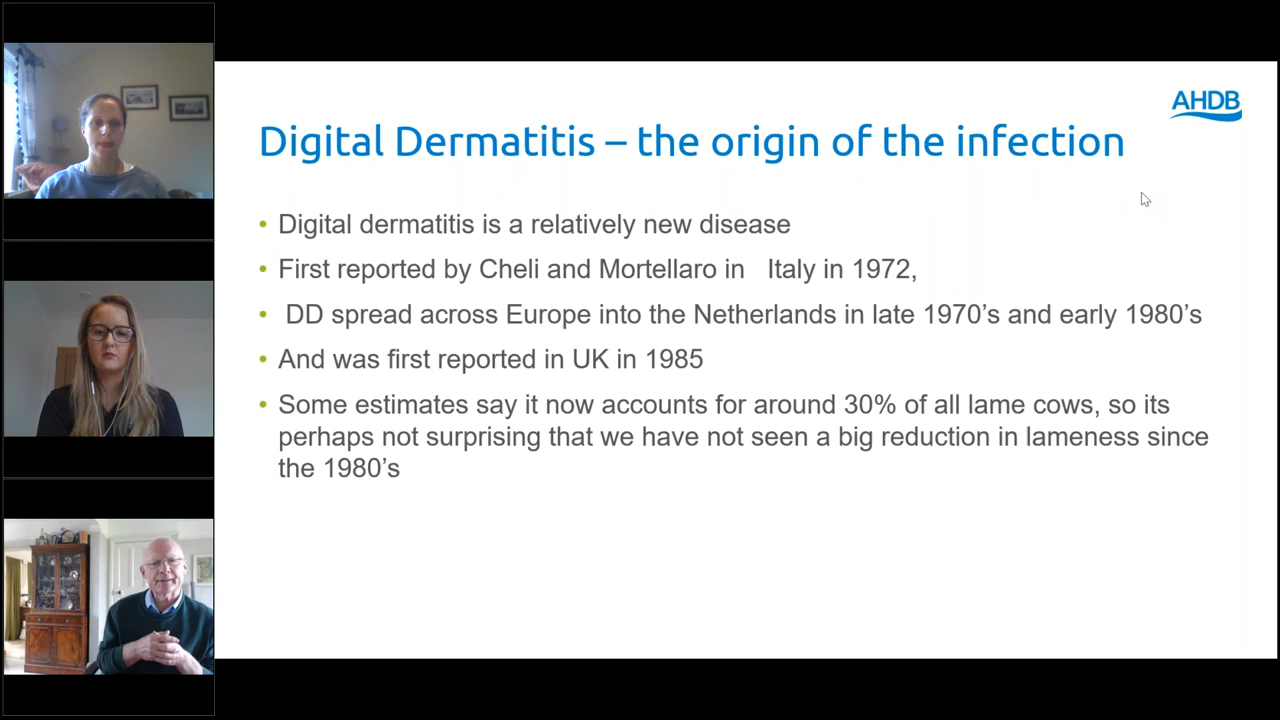 AHDB
Digital Dermatitis – the origin of the infection
• Digital dermatitis is a relatively new disease
• First reported by Cheli and Mortellaro in   Italy in 1972,
•  DD spread across Europe into the Netherlands in late 1970’s and early 1980’s
• And was first reported in UK in 1985
• Some estimates say it now accounts for around 30% of all lame cows, so its
perhaps not surprising that we have not seen a big reduction in lameness since
the 1980’s